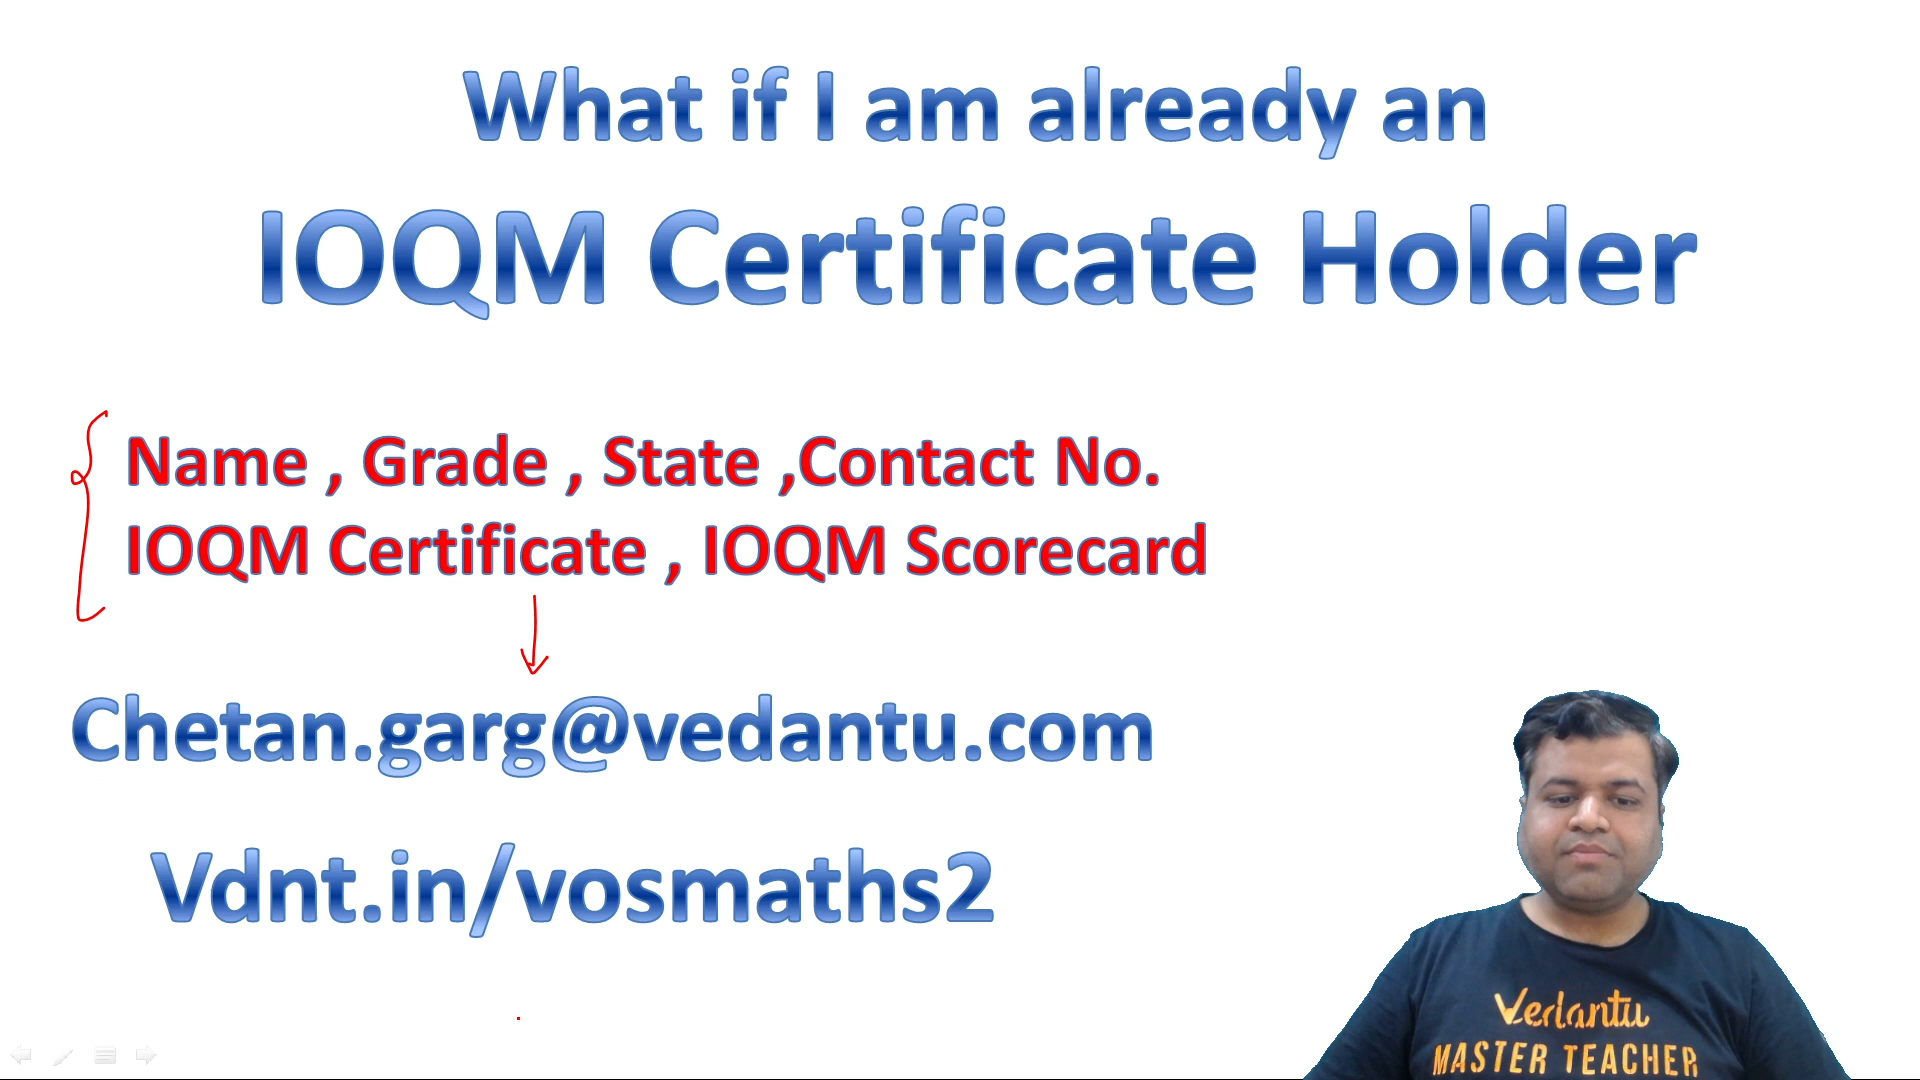 What if I am already an
IOQM Certificate Holder
Name , Grade , State ,Contact No.
IOQM Certificate , IOQM Scorecard
Chetan.garg@vedantu.com
Vdnt.in/vosmaths2
Vedantu
MASTER TEACHER